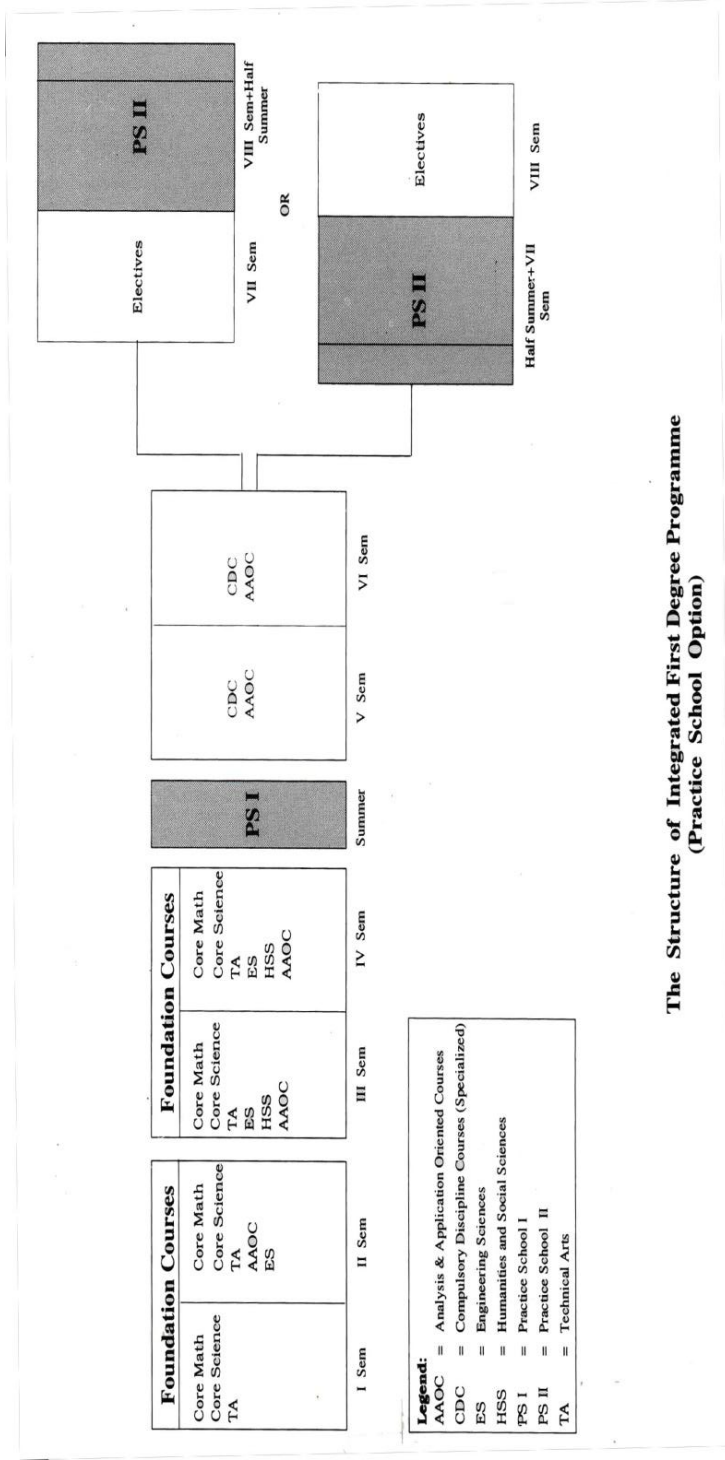 Foundation Courses
Core Math
Core Science
TA
I Sem
Core Math
Core Science
TA
AAOC
ES
II Sem
Foundation Courses
Core Math
Core Science
TA
ES
HSS
AAOC
III Sem
Core Math
Core Science
TA
ES
HSS
AAOC
IV Sem
PS I
Summer
CDC
AAOC
V Sem
CDC
AAOC
VI Sem
Electives
VII Sem
PS II
VIII Sem+Half
Summer
OR
PS II
Half Summer+VII
Sem
Electives
VIII Sem
Legend:
AAOC = Analysis & Application Oriented Courses
CDC = Compulsory Discipline Courses (Specialized)
ES = Engineering Sciences
HSS = Humanities and Social Sciences
PS I = Practice School I
PS II = Practice School II
TA = Technical Arts
The Structure of Integrated First Degree Programme
(Practice School Option)